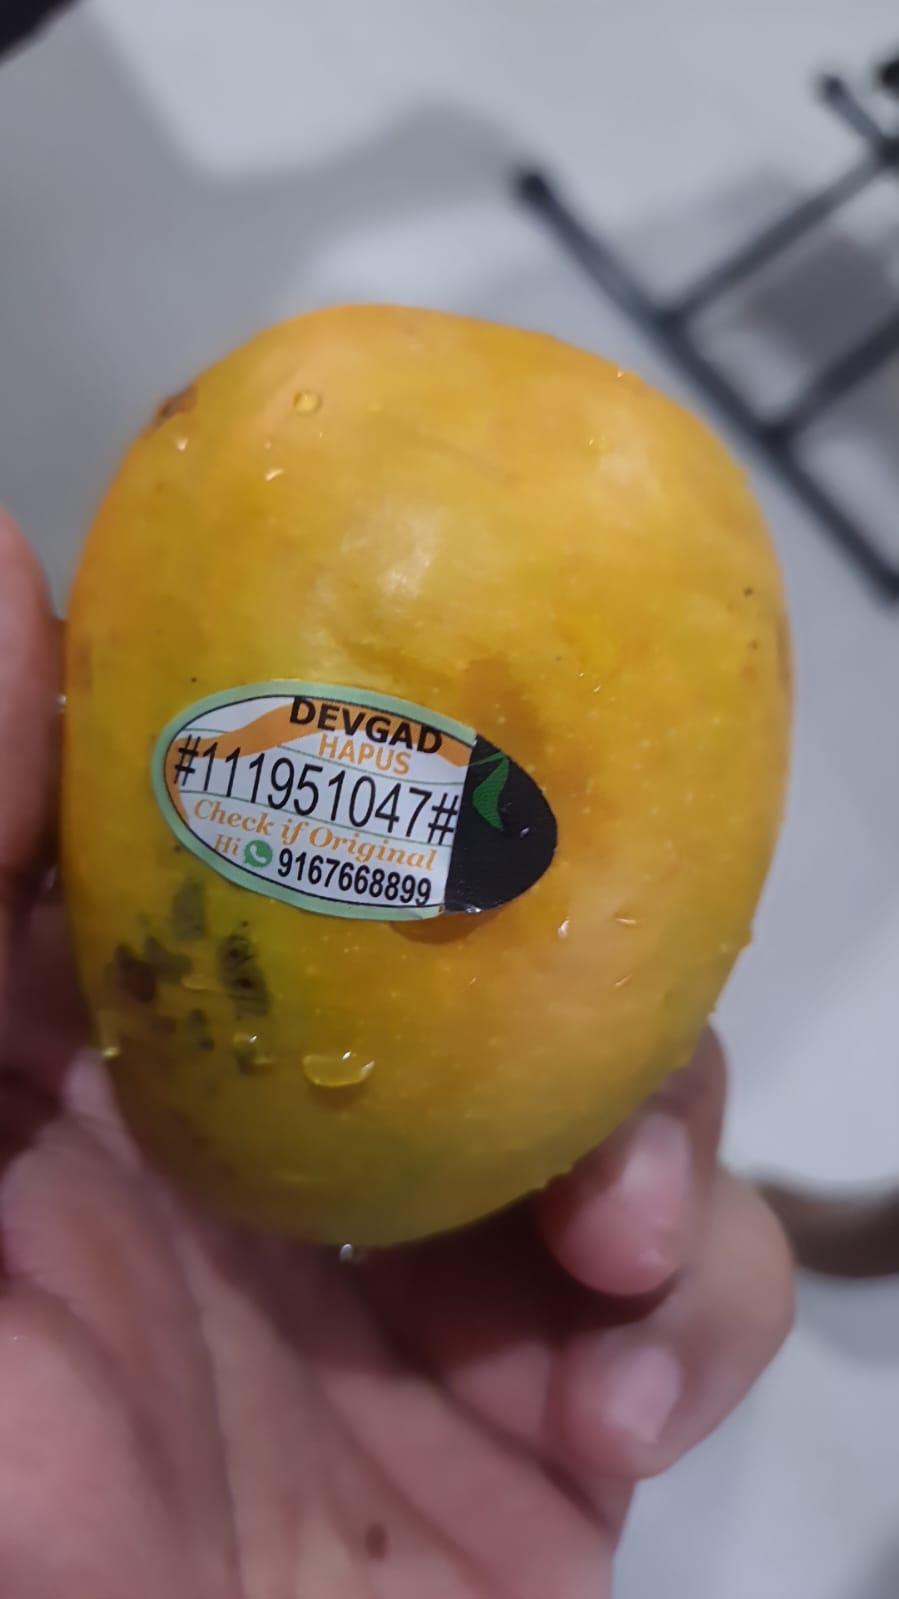 DEVGAD
HAPUS
#111951047#
Check if Original
Hi 9167668899